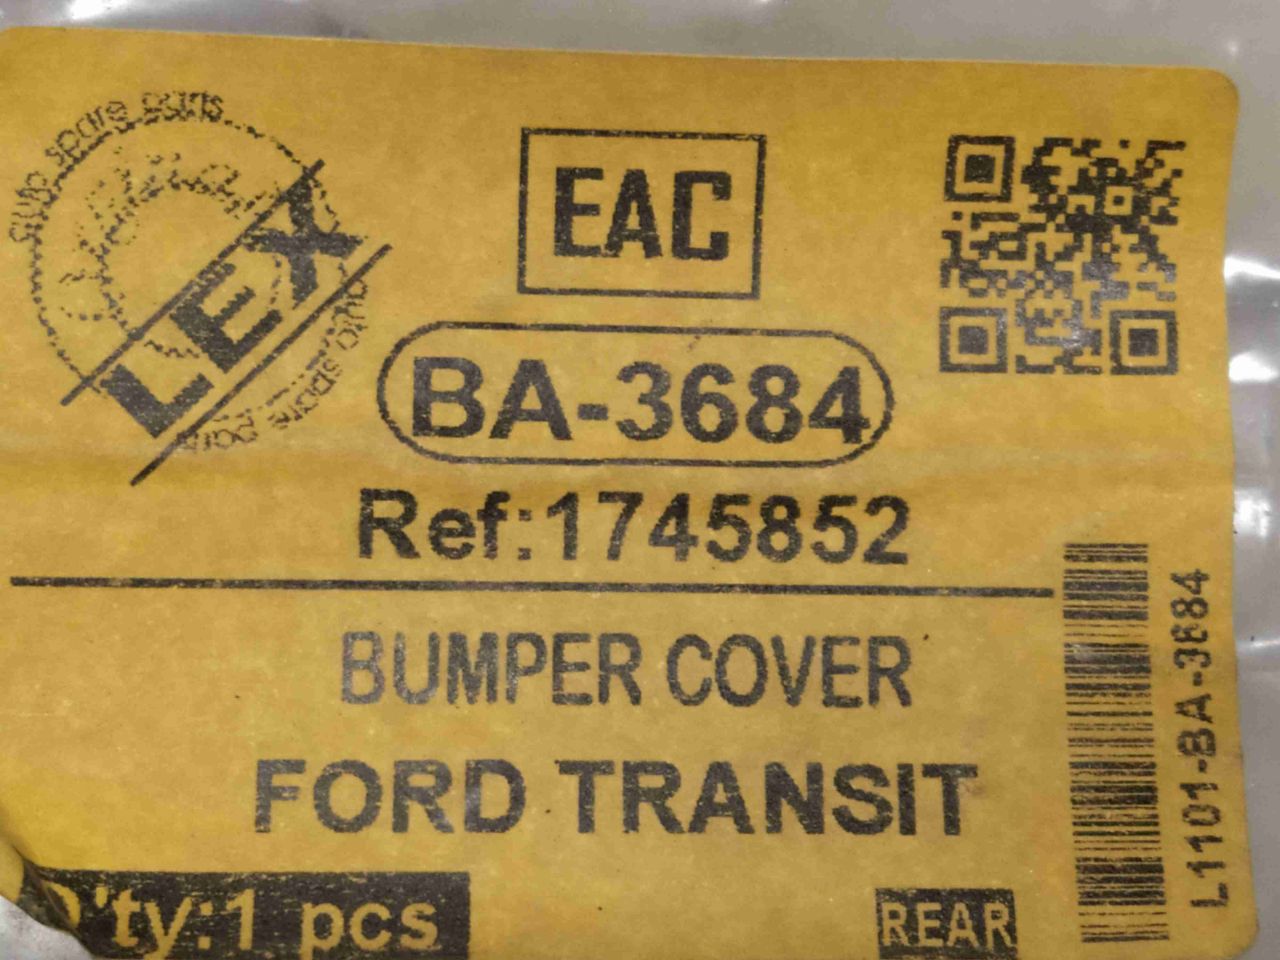 auto spare parts
LEX
auto spare parts
EAC
BA-3684
Ref:1745852
BUMPER COVER
FORD TRANSIT
Q'ty:1 pcs
REAR
L1101-BA-3684